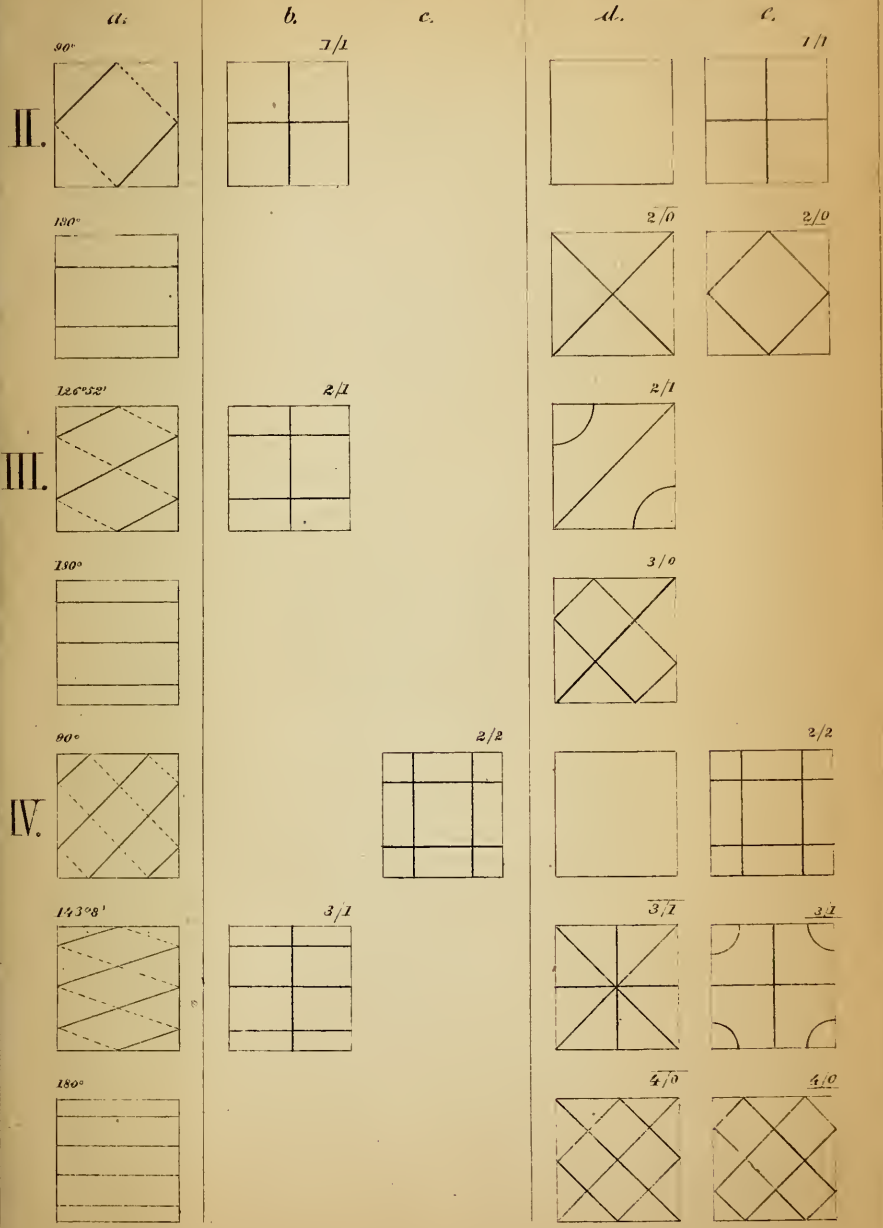 a. b. c. d. e.
90° 1/1 1/1
II.
180° 2/0 2/0
126°52' 2/1 2/1
III.
180° 3/0
90° 2/2 2/2
IV.
143°8' 3/1 3/1 3/1
180° 4/0 4/0